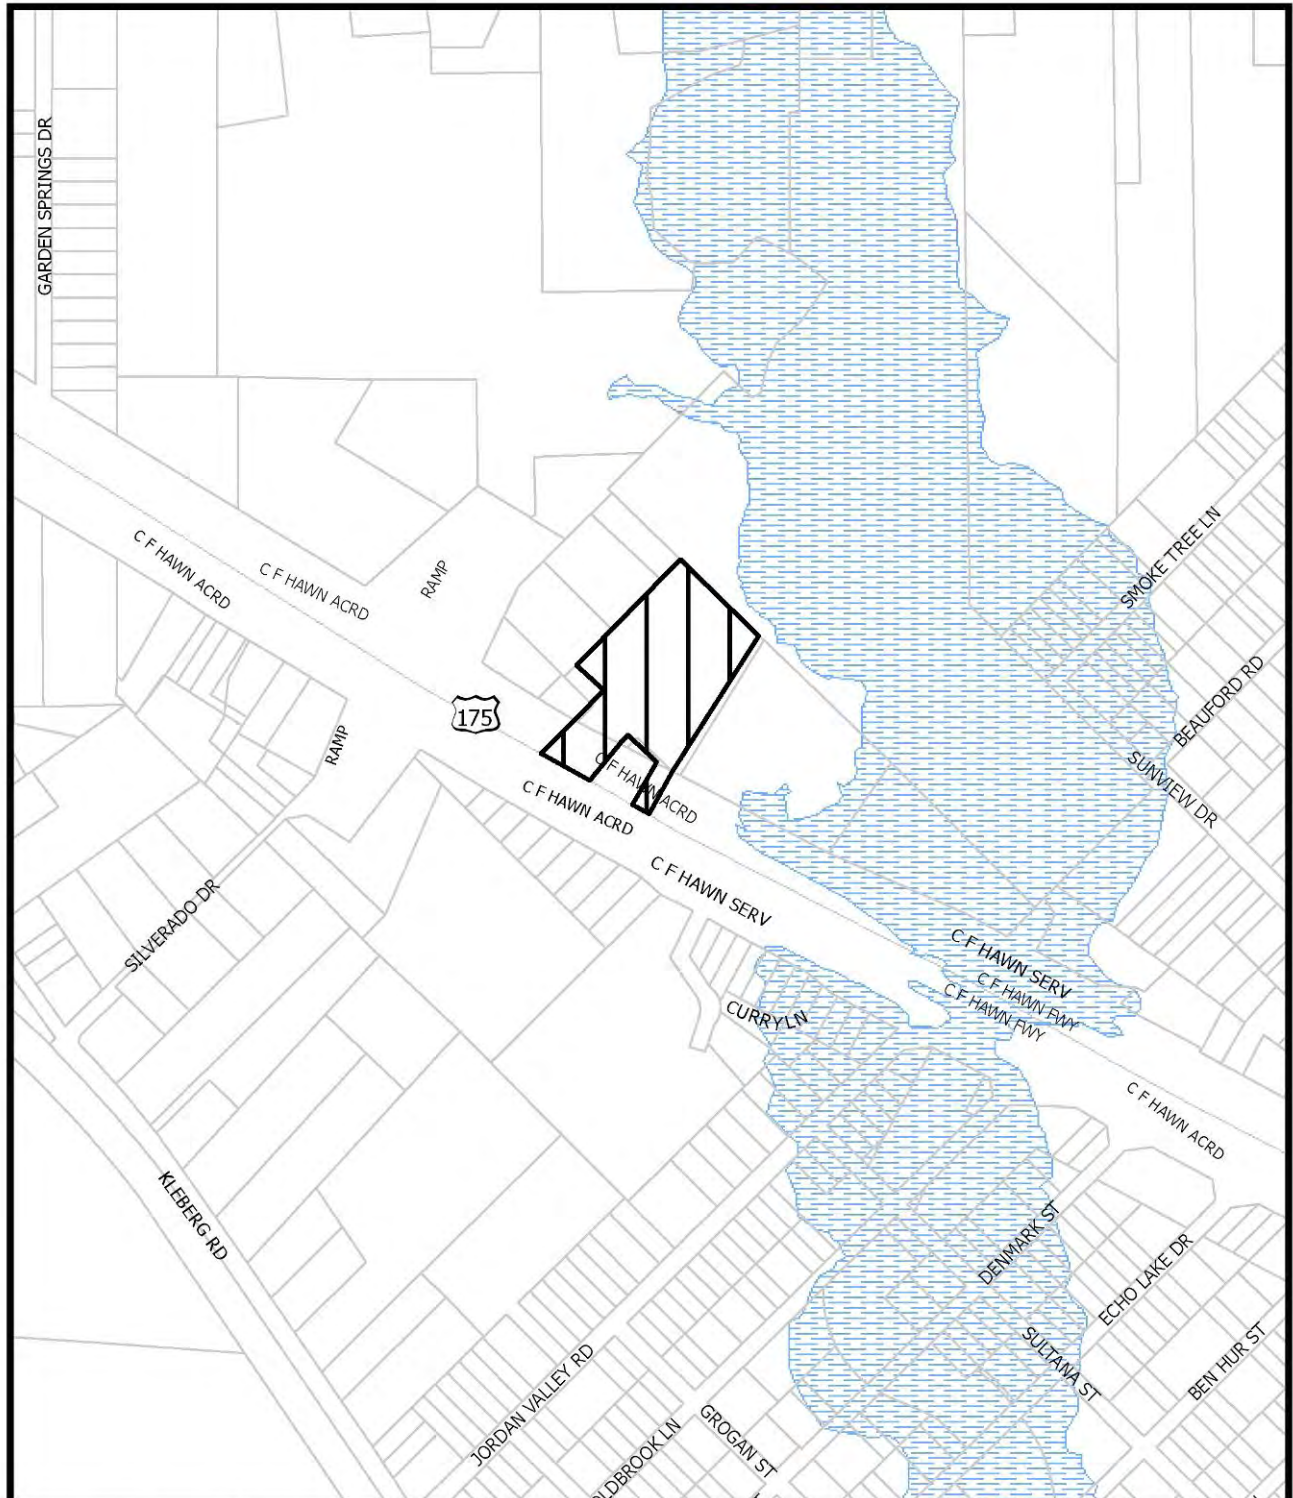 GARDEN SPRINGS DR
C F HAWN ACRD
C F HAWN ACRD
RAMP
SMOKE TREE LN
BEAUFORD RD
175
RAMP
C F HAWN ACRD
C F HAWN ACRD
SUNVIEW DR
C F HAWN SERV
SILVERADO DR
C F HAWN SERV
C F HAWN FWY
C F HAWN FWY
CURRY LN
C F HAWN ACRD
KLEBERG RD
DENMARK ST
ECHO LAKE DR
SULTANA ST
BEN HUR ST
JORDAN VALLEY RD
GROGAN ST
OLDBROOK LN